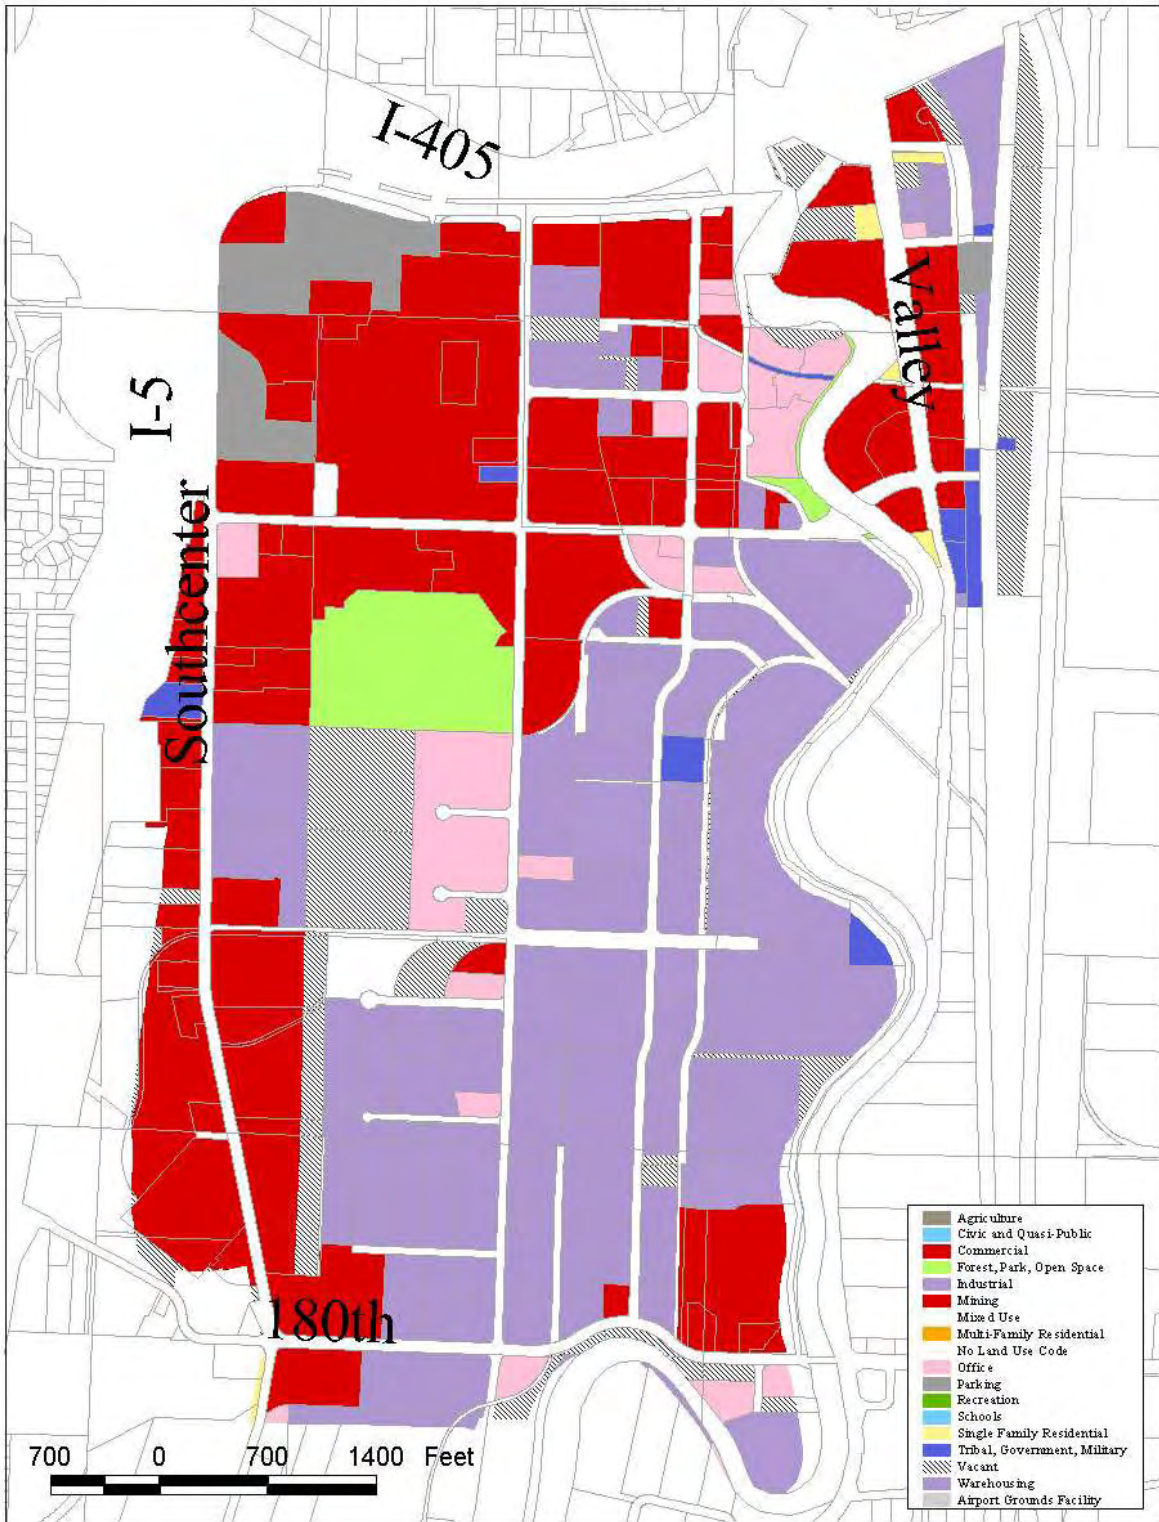 I-405
Valley
I-5
Southcenter
180th
700 0 700 1400 Feet
Agriculture
Civic and Quasi-Public
Commercial
Forest, Park, Open Space
Industrial
Mining
Mixed Use
Multi-Family Residential
No Land Use Code
Office
Parking
Recreation
Schools
Single Family Residential
Tribal, Government, Military
Vacant
Warehousing
Airport Grounds Facility